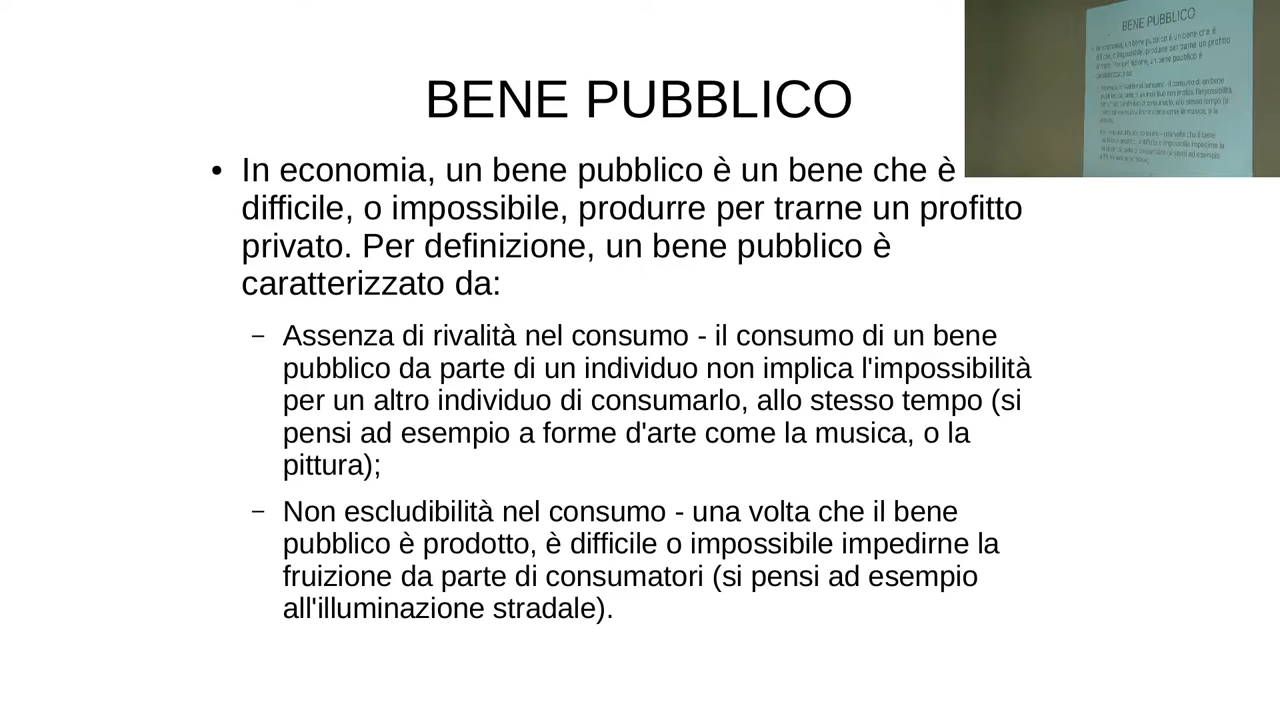 BENE PUBBLICO
• In economia, un bene pubblico è un bene che è
difficile, o impossibile, produrre per trarne un profitto
privato. Per definizione, un bene pubblico è
caratterizzato da:
– Assenza di rivalità nel consumo - il consumo di un bene
pubblico da parte di un individuo non implica l'impossibilità
per un altro individuo di consumarlo, allo stesso tempo (si
pensi ad esempio a forme d'arte come la musica, o la
pittura);
– Non escludibilità nel consumo - una volta che il bene
pubblico è prodotto, è difficile o impossibile impedirne la
fruizione da parte di consumatori (si pensi ad esempio
all'illuminazione stradale).
BENE PUBBLICO